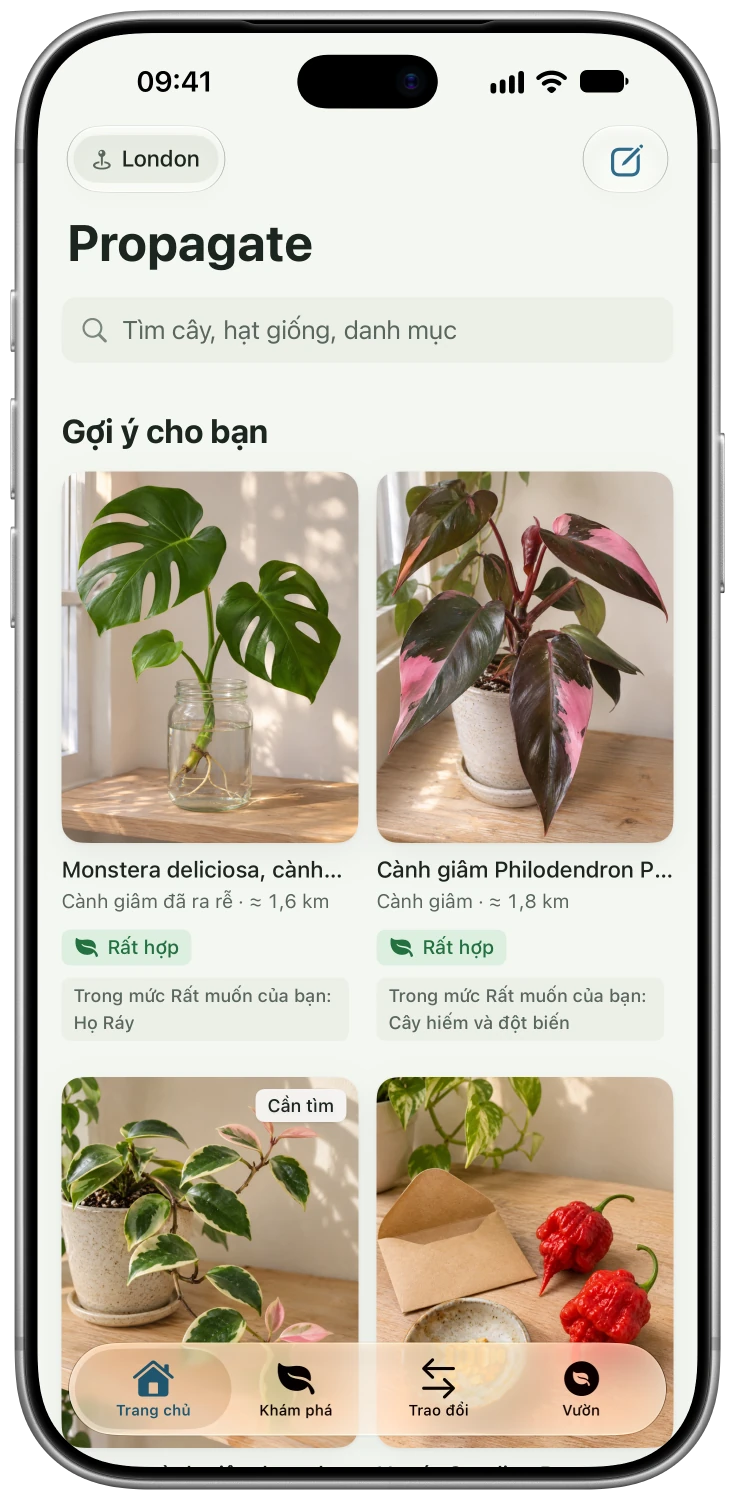 09:41
London
Propagate
Tìm cây, hạt giống, danh mục
Gợi ý cho bạn
Monstera deliciosa, cành...
Cành giâm đã ra rễ · ≈ 1,6 km
Rất hợp
Trong mức Rất muốn của bạn:
Họ Ráy
Cành giâm Philodendron P...
Cành giâm · ≈ 1,8 km
Rất hợp
Trong mức Rất muốn của bạn:
Cây hiếm và đột biến
Cần tìm
Trang chủ
Khám phá
Trao đổi
Vườn